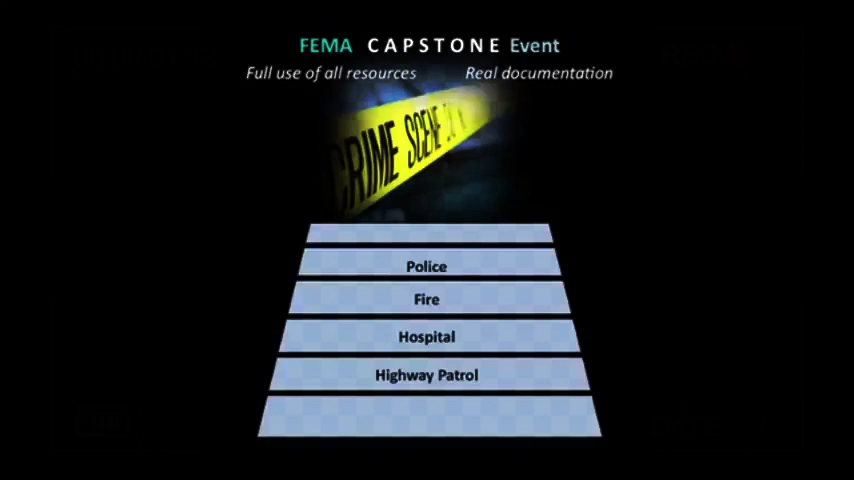 FEMA CAPSTONE Event
Full use of all resources Real documentation
CRIME SCENE
Police
Fire
Hospital
Highway Patrol